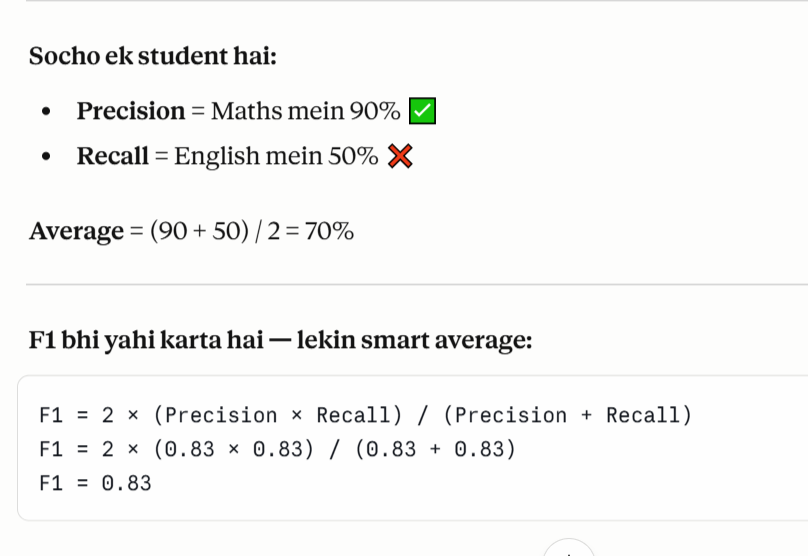 Socho ek student hai:
• Precision = Maths mein 90% ✅
• Recall = English mein 50% ❌
Average = (90 + 50) / 2 = 70%
F1 bhi yahi karta hai — lekin smart average:
F1 = 2 × (Precision × Recall) / (Precision + Recall)
F1 = 2 × (0.83 × 0.83) / (0.83 + 0.83)
F1 = 0.83